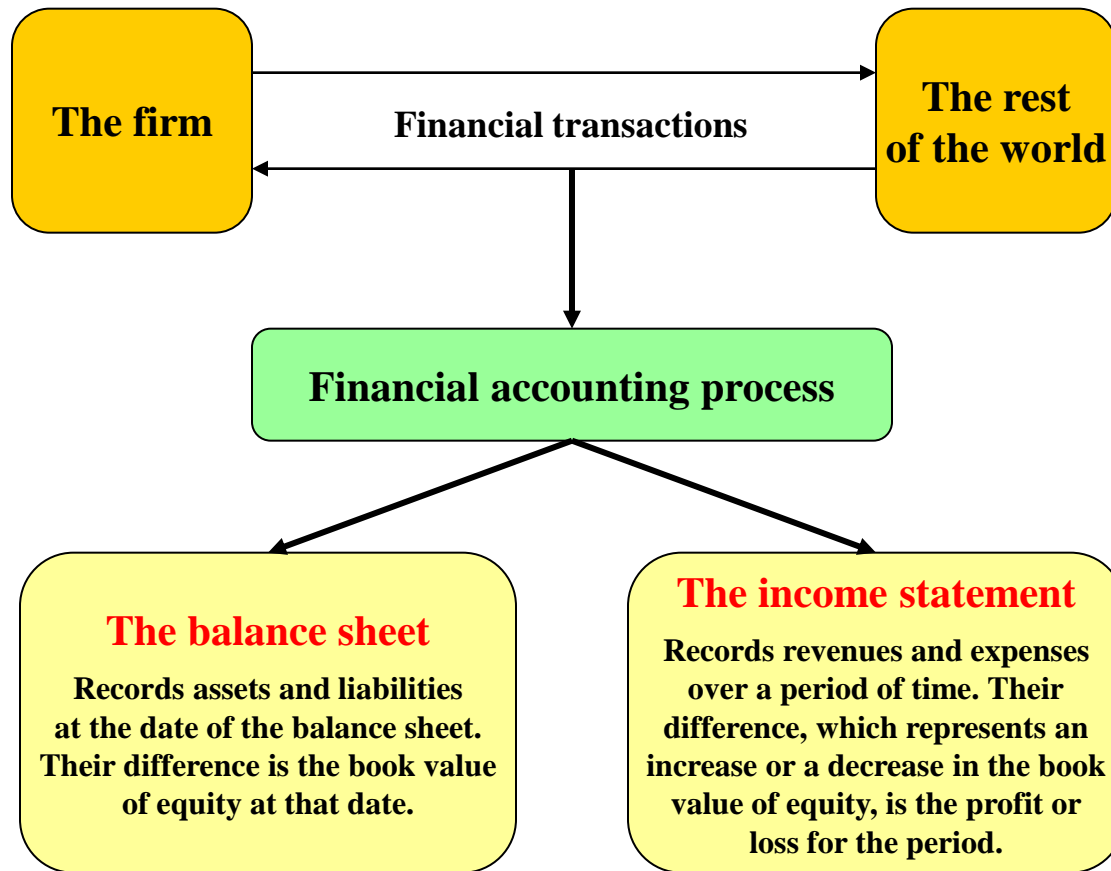 The firm
Financial transactions
The rest
of the world
Financial accounting process
The balance sheet
Records assets and liabilities
at the date of the balance sheet.
Their difference is the book value
of equity at that date.
The income statement
Records revenues and expenses
over a period of time. Their
difference, which represents an
increase or a decrease in the book
value of equity, is the profit or
loss for the period.